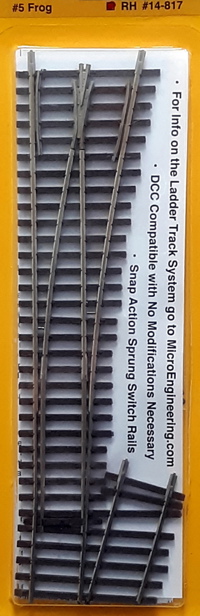 #5 Frog RH #14-817
• For Info on the Ladder Track System go to MicroEngineering.com
• DCC Compatible with No Modifications Necessary
• Snap Action Sprung Switch Rails